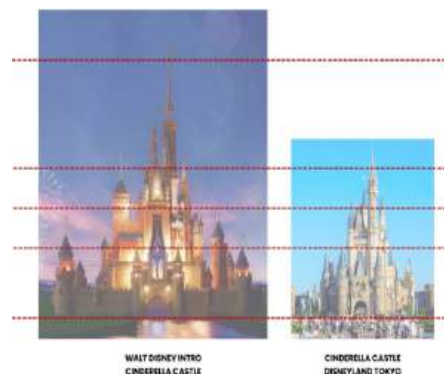 WALT DISNEY INTRO
CINDERELLA CASTLE
CINDERELLA CASTLE
DISNEYLAND TOKYO